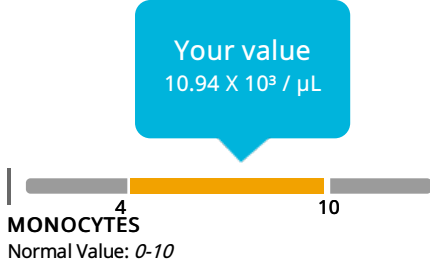 Your value
10.94 X 10³ / µL
4 10
MONOCYTES
Normal Value: 0-10